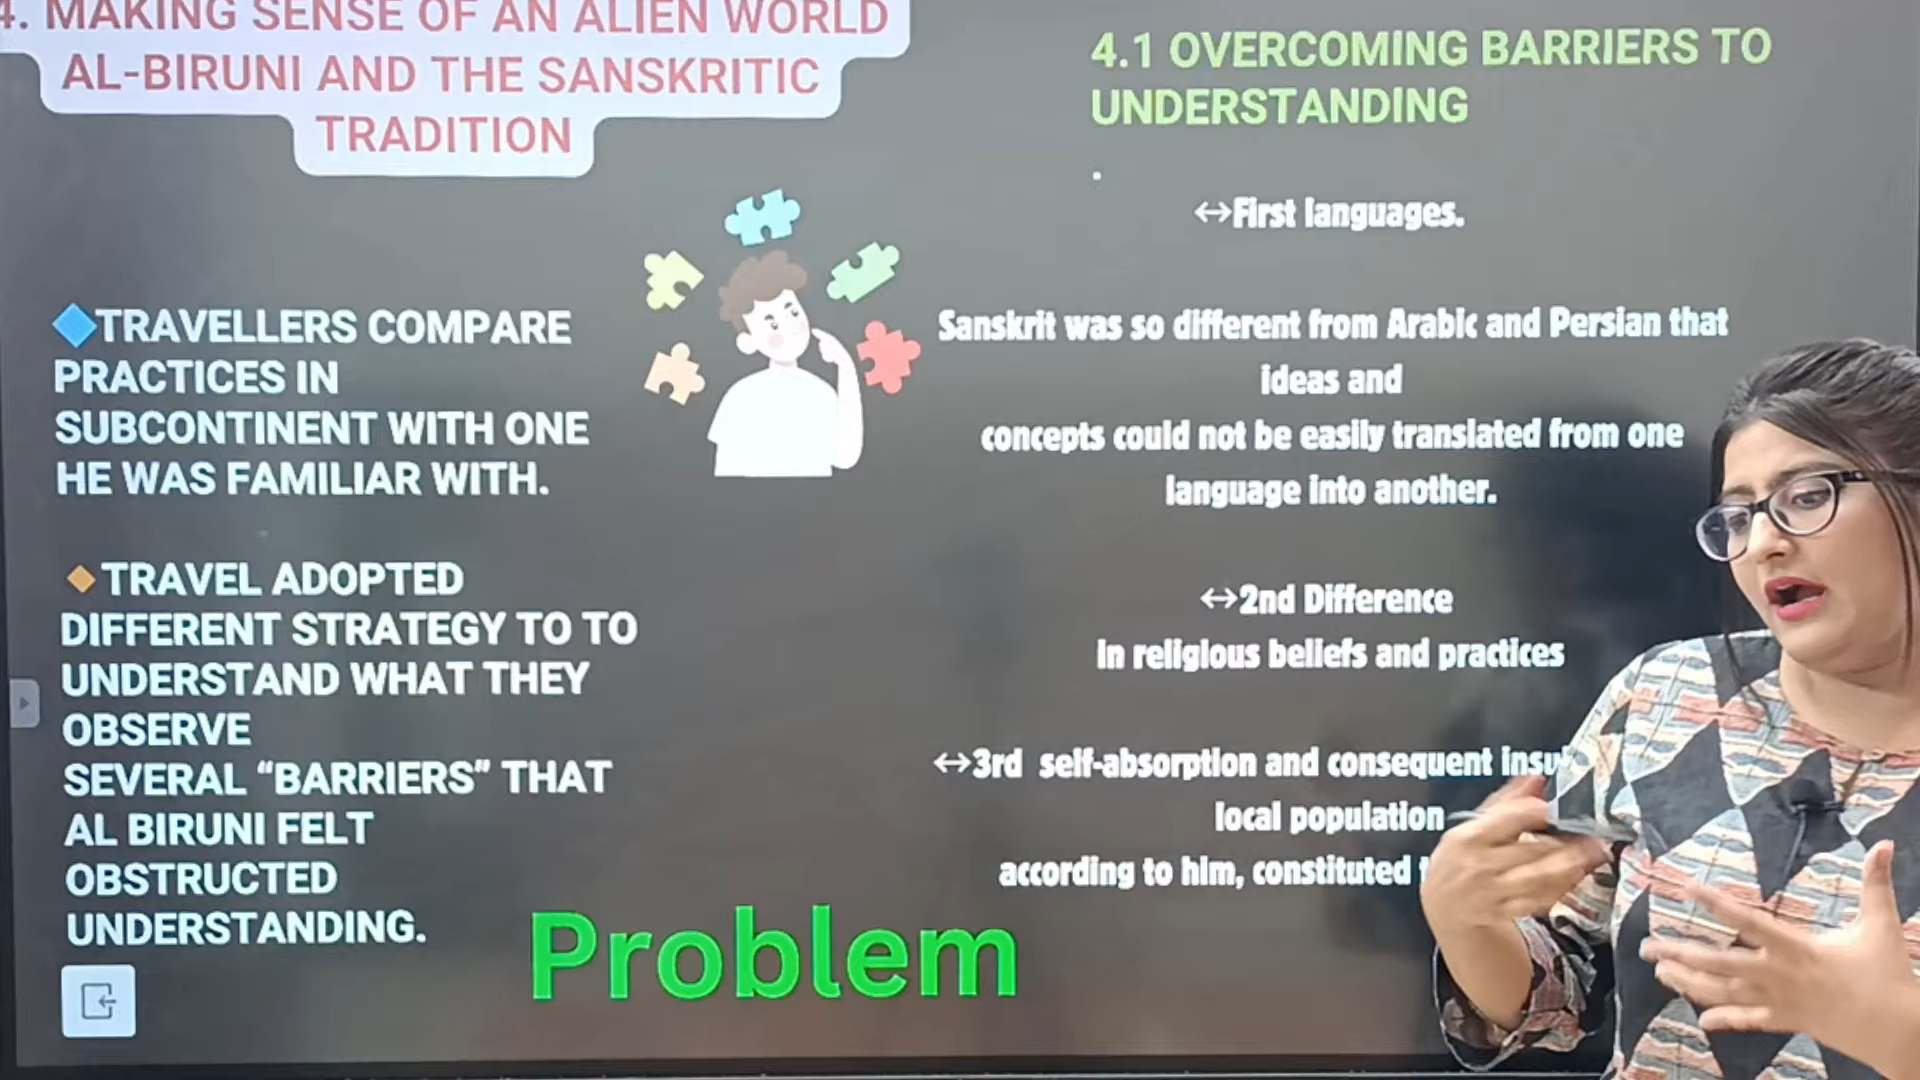 4. MAKING SENSE OF AN ALIEN WORLD
AL-BIRUNI AND THE SANSKRITIC
TRADITION
◆TRAVELLERS COMPARE
PRACTICES IN
SUBCONTINENT WITH ONE
HE WAS FAMILIAR WITH.
◆TRAVEL ADOPTED
DIFFERENT STRATEGY TO TO
UNDERSTAND WHAT THEY
OBSERVE
SEVERAL “BARRIERS” THAT
AL BIRUNI FELT
OBSTRUCTED
UNDERSTANDING.
Problem
4.1 OVERCOMING BARRIERS TO
UNDERSTANDING
.
↔First languages.
Sanskrit was so different from Arabic and Persian that
ideas and
concepts could not be easily translated from one
language into another.
↔2nd Difference
in religious beliefs and practices
↔3rd self-absorption and consequent
local population
according to him, constituted